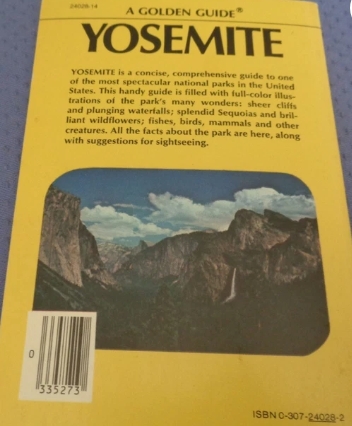 24028-14
A GOLDEN GUIDE®
YOSEMITE
YOSEMITE is a concise, comprehensive guide to one
of the most spectacular national parks in the United
States. This handy guide is filled with full-color illus-
trations of the park's many wonders: sheer cliffs
and plunging waterfalls; splendid Sequoias and bril-
liant wildflowers; fishes, birds, mammals and other
creatures. All the facts about the park are here, along
with suggestions for sightseeing.
0
335273
ISBN 0-307-24028-2